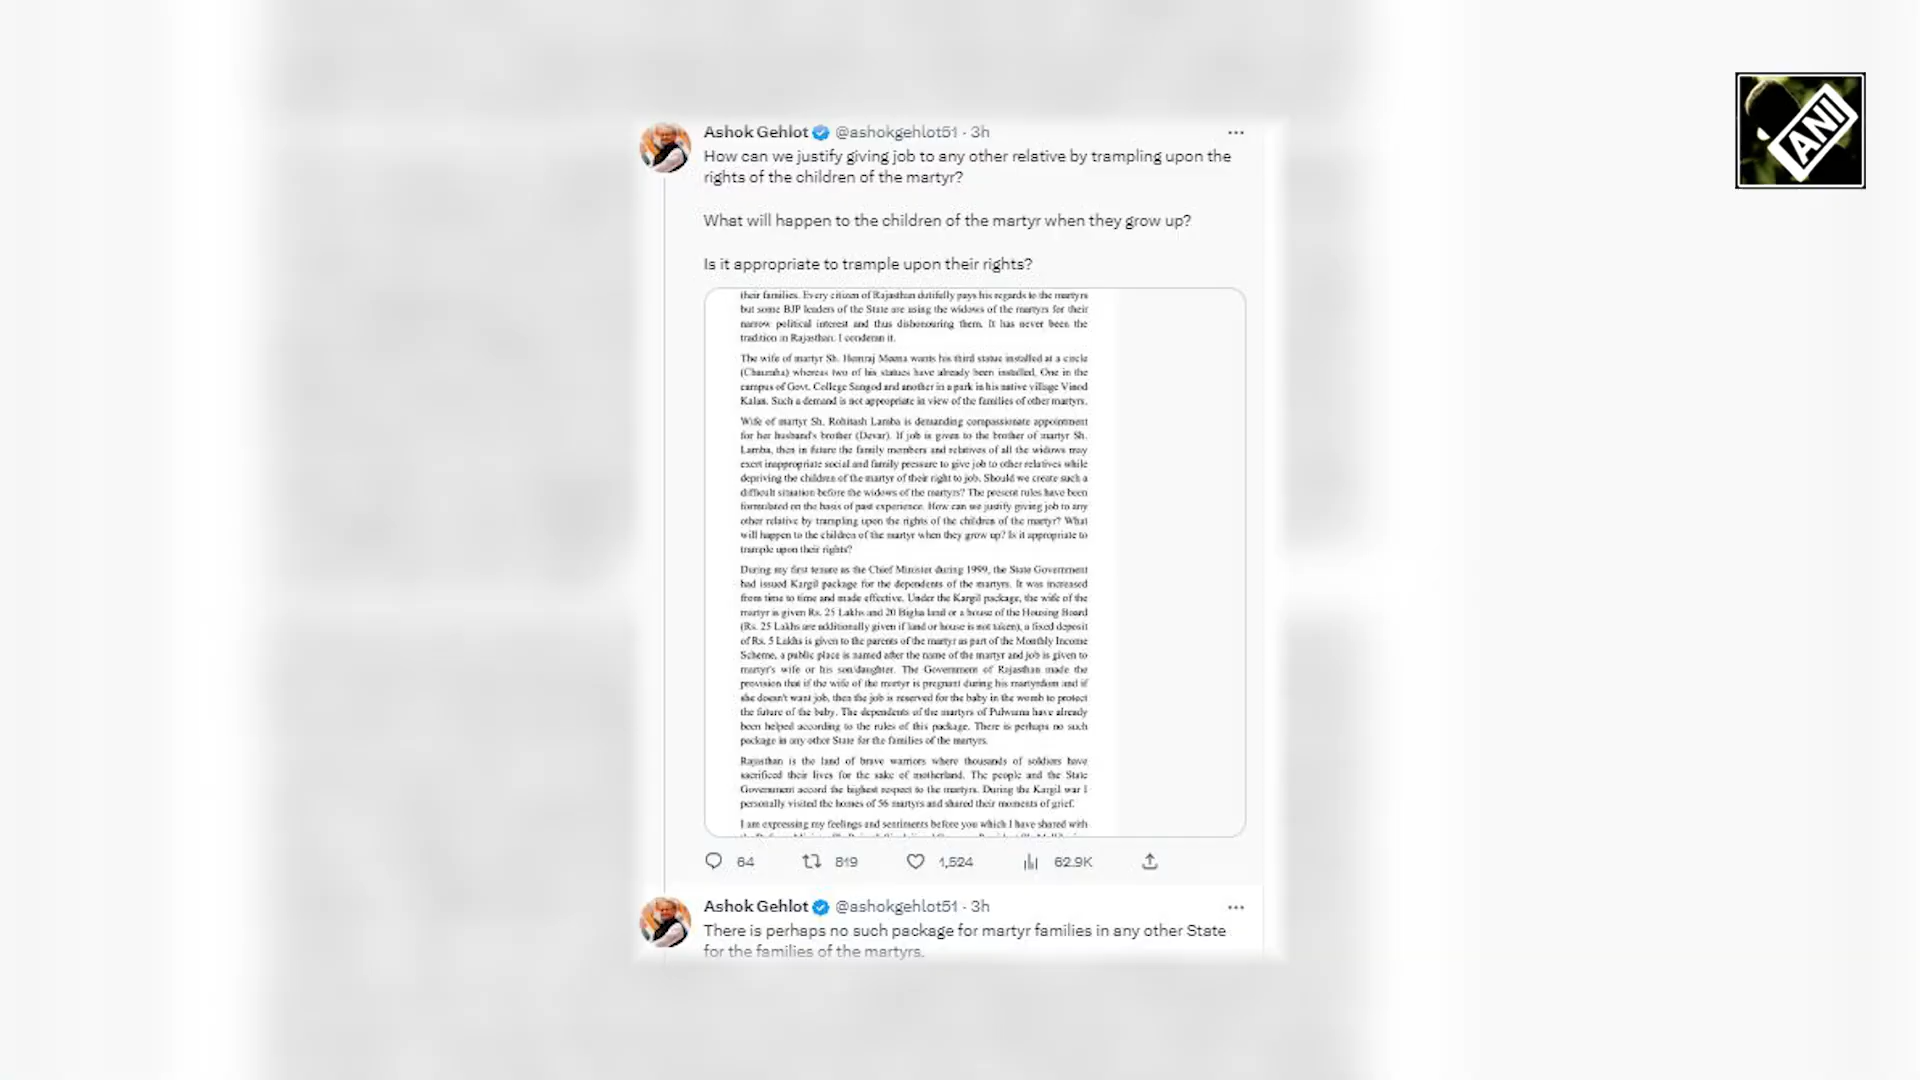 Ashok Gehlot @ashokgehlot51 · 3h
How can we justify giving job to any other relative by trampling upon the
rights of the children of the martyr?
What will happen to the children of the martyr when they grow up?
Is it appropriate to trample upon their rights?
their families. Every citizen of Rajasthan dutifully pays his regards to the martyrs
but some BJP leaders of the State are using the widows of the martyrs for their
narrow political interest and thus dishonouring them. It has never been the
tradition in Rajasthan. I condemn it.
The wife of martyr Sh. Hemraj Meena wants his third statue installed at a circle
(Chauraha) whereas two of his statues have already been installed, One in the
campus of Govt. College Sangod and another in a park in his native village Vinod
Kalan. Such a demand is not appropriate in view of the families of other martyrs.
Wife of martyr Sh. Rohitash Lamba is demanding compassionate appointment
for her husband's brother (Devar). If job is given to the brother of martyr Sh.
Lamba, then in future the family members and relatives of all the widows may
exert inappropriate social and family pressure to give job to other relatives while
depriving the children of the martyr of their right to job. Should we create such a
difficult situation before the widows of the martyrs? The present rules have been
formulated on the basis of past experience. How can we justify giving job to any
other relative by trampling upon the rights of the children of the martyr? What
will happen to the children of the martyr when they grow up? Is it appropriate to
trample upon their rights?
During my first tenure as the Chief Minister during 1999, the State Government
had issued Kargil package for the dependents of the martyrs. It was increased
from time to time and made effective. Under the Kargil package, the wife of the
martyr is given Rs. 25 Lakhs and 20 Bigha land or a house of the Housing Board
(Rs. 25 Lakhs are additionally given if land or house is not taken), a fixed deposit
of Rs. 5 Lakhs is given to the parents of the martyr as part of the Monthly Income
Scheme, a public place is named after the name of the martyr and job is given to
martyr's wife or his son/daughter. The Government of Rajasthan made the
provision that if the wife of the martyr is pregnant during his martyrdom and if
she doesn't want job, then the job is reserved for the baby in the womb to protect
the future of the baby. The dependents of the martyrs of Pulwama have already
been helped according to the rules of this package. There is perhaps no such
package in any other State for the families of the martyrs.
Rajasthan is the land of brave warriors where thousands of soldiers have
sacrificed their lives for the sake of motherland. The people and the State
Government accord the highest respect to the martyrs. During the Kargil war I
personally visited the homes of 56 martyrs and shared their moments of grief.
I am expressing my feelings and sentiments before you which I have shared with
64 819 1,524 62.9K
Ashok Gehlot @ashokgehlot51 · 3h
There is perhaps no such package for martyr families in any other State
for the families of the martyrs.
ANI